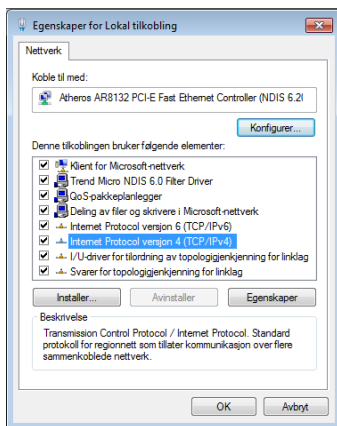 Egenskaper for Lokal tilkobling
Nettverk
Koble til med:
Atheros AR8132 PCI-E Fast Ethernet Controller (NDIS 6.2(
Konfigurer...
Denne tilkoblingen bruker følgende elementer:
Klient for Microsoft-nettverk
Trend Micro NDIS 6.0 Filter Driver
QoS-pakkeplanlegger
Deling av filer og skrivere i Microsoft-nettverk
Internet Protocol versjon 6 (TCP/IPv6)
Internet Protocol versjon 4 (TCP/IPv4)
I/U-driver for tilordning av topologigjenkjenning for linklag
Svarer for topologigjenkjenning for linklag
Installer...
Avinstaller
Egenskaper
Beskrivelse
Transmission Control Protocol / Internet Protocol. Standard
protokoll for regionnett som tillater kommunikasjon over flere
sammenkoblede nettverk.
OK
Avbryt